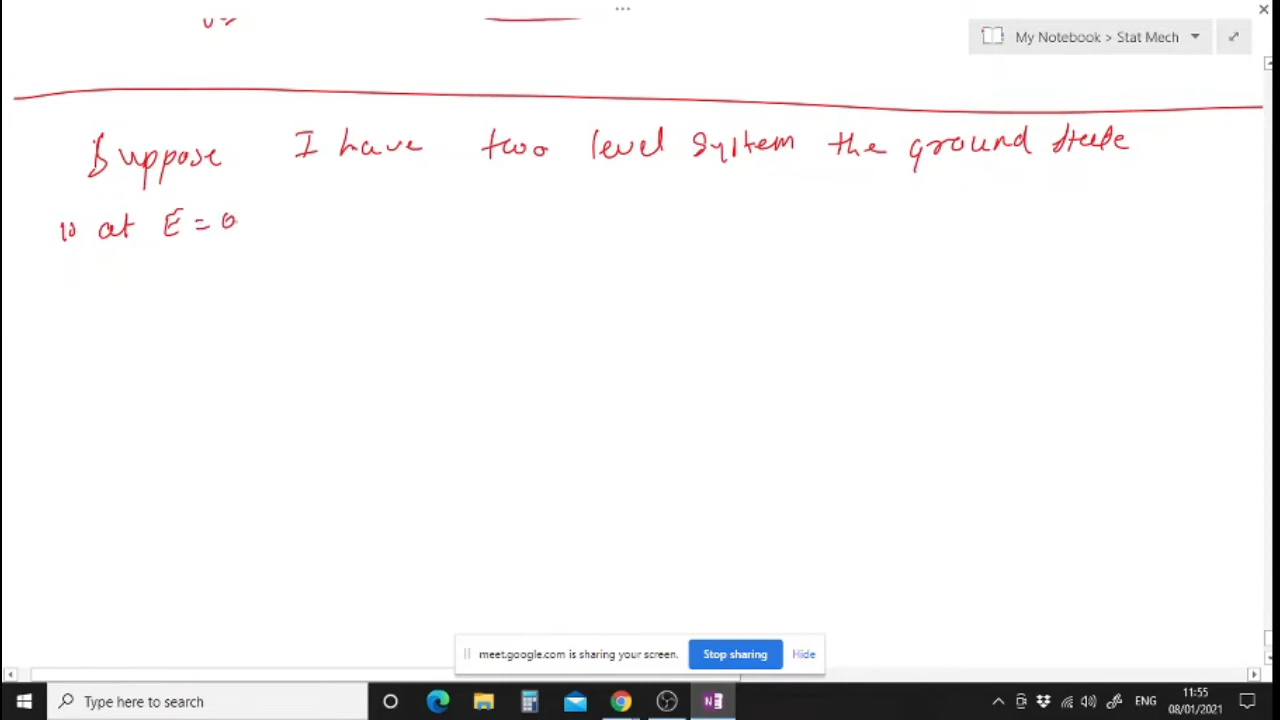 My Notebook > Stat Mech
Suppose I have two level system the ground state
is at E = 0
meet.google.com is sharing your screen. Stop sharing Hide
Type here to search
ENG
11:55
08/01/2021